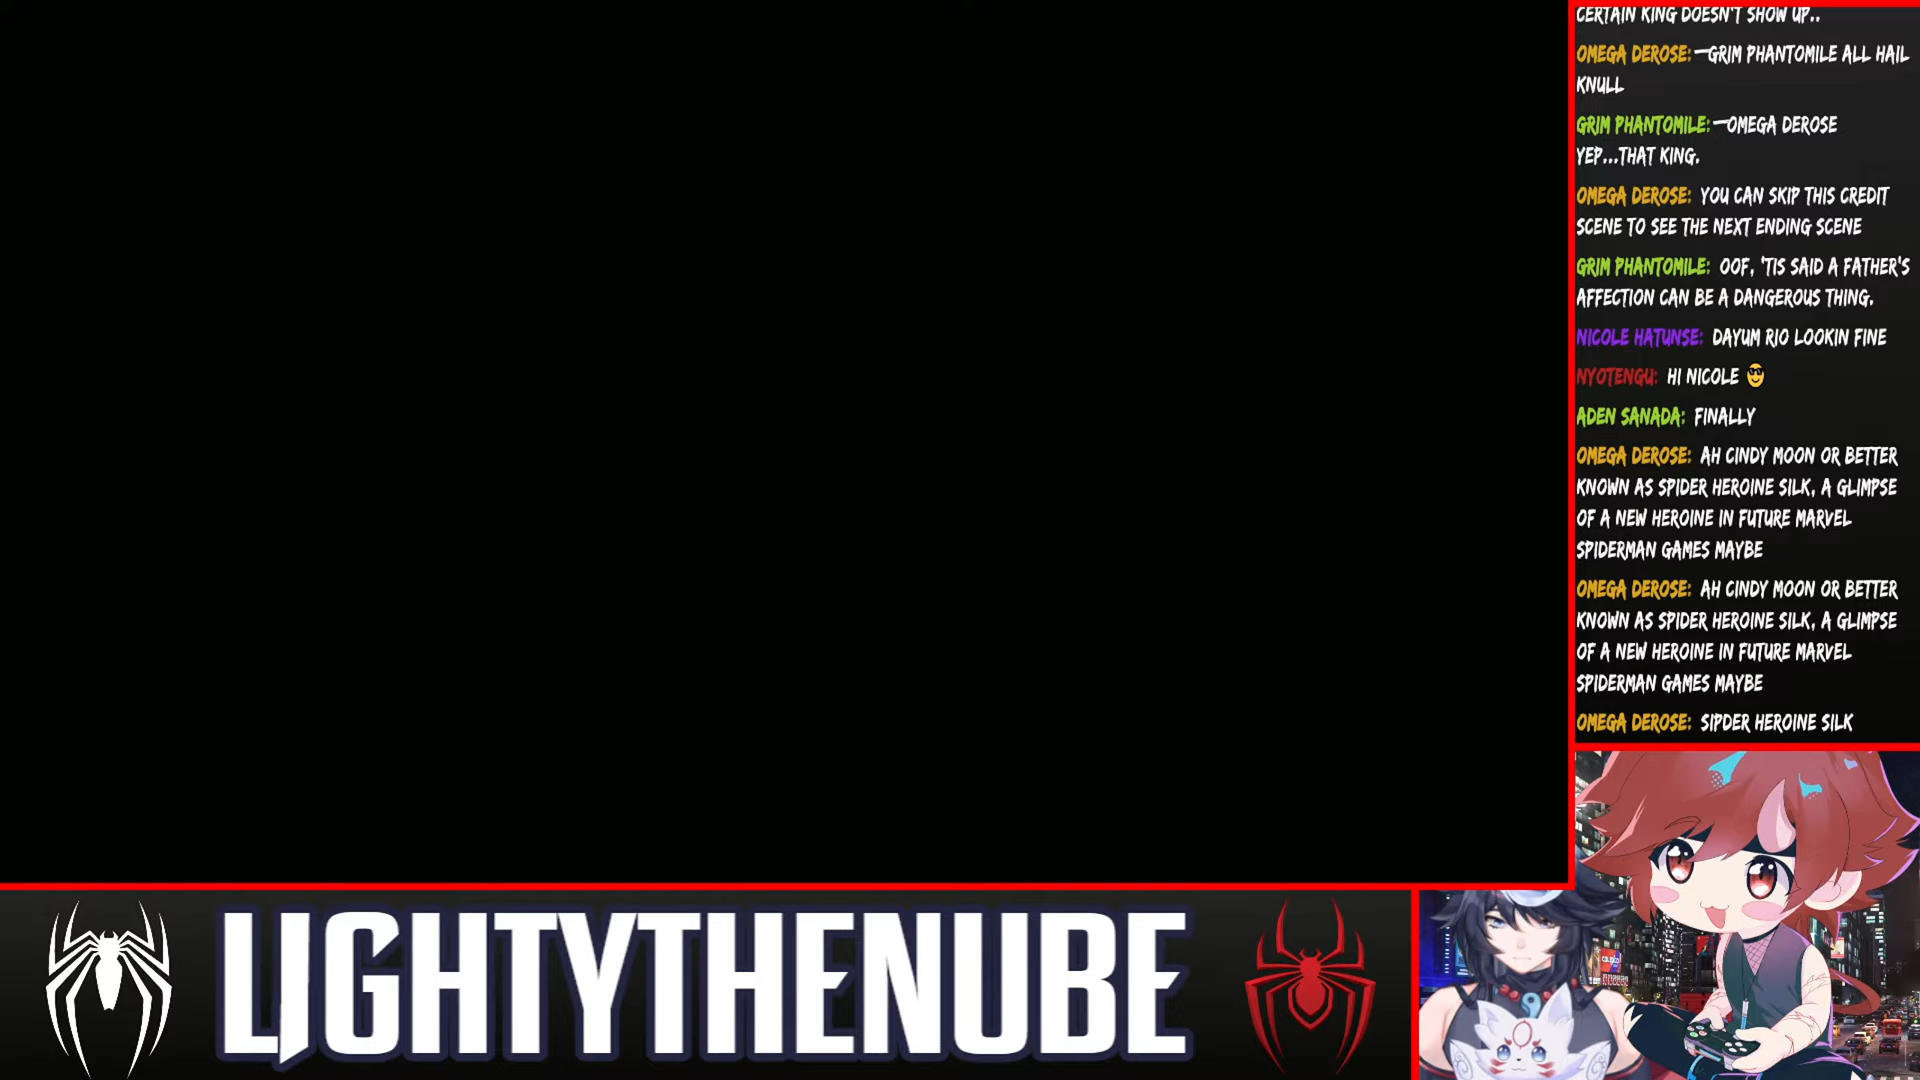 CERTAIN KING DOESN'T SHOW UP..
OMEGA DEROSE: —GRIM PHANTOMILE ALL HAIL
KNULL
GRIM PHANTOMILE: —OMEGA DEROSE
YEP...THAT KING.
OMEGA DEROSE: YOU CAN SKIP THIS CREDIT
SCENE TO SEE THE NEXT ENDING SCENE
GRIM PHANTOMILE: OOF, 'TIS SAID A FATHER'S
AFFECTION CAN BE A DANGEROUS THING.
NICOLE HATUNSE: DAYUM RIO LOOKIN FINE
NYOTENGU: HI NICOLE 😎
ADEN SANADA: FINALLY
OMEGA DEROSE: AH CINDY MOON OR BETTER
KNOWN AS SPIDER HEROINE SILK, A GLIMPSE
OF A NEW HEROINE IN FUTURE MARVEL
SPIDERMAN GAMES MAYBE
OMEGA DEROSE: AH CINDY MOON OR BETTER
KNOWN AS SPIDER HEROINE SILK, A GLIMPSE
OF A NEW HEROINE IN FUTURE MARVEL
SPIDERMAN GAMES MAYBE
OMEGA DEROSE: SIPDER HEROINE SILK
LIGHTYTHENUBE